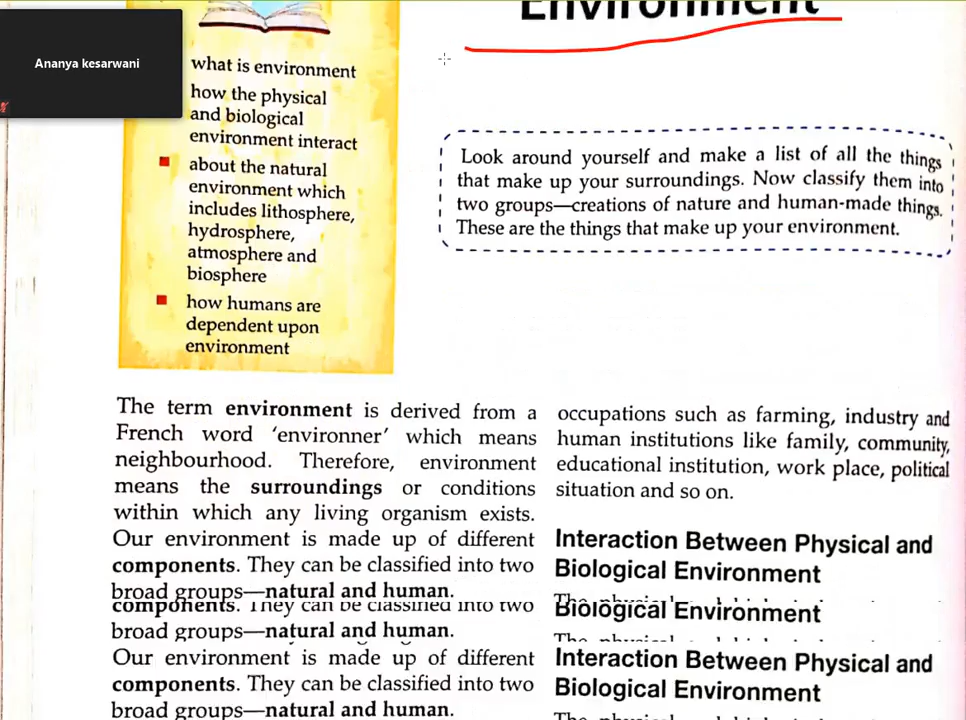 Environment
Ananya kesarwani
what is environment
how the physical
and biological
environment interact
about the natural
environment which
includes lithosphere,
hydrosphere,
atmosphere and
biosphere
how humans are
dependent upon
environment
Look around yourself and make a list of all the things
that make up your surroundings. Now classify them into
two groups—creations of nature and human-made things.
These are the things that make up your environment.
The term environment is derived from a
French word ‘environner’ which means
neighbourhood. Therefore, environment
means the surroundings or conditions
within which any living organism exists.
Our environment is made up of different
components. They can be classified into two
broad groups—natural and human.
components. They can be classified into two
broad groups—natural and human.
Our environment is made up of different
components. They can be classified into two
broad groups—natural and human.
occupations such as farming, industry and
human institutions like family, community,
educational institution, work place, political
situation and so on.
Interaction Between Physical and
Biological Environment
Biological Environment
Interaction Between Physical and
Biological Environment